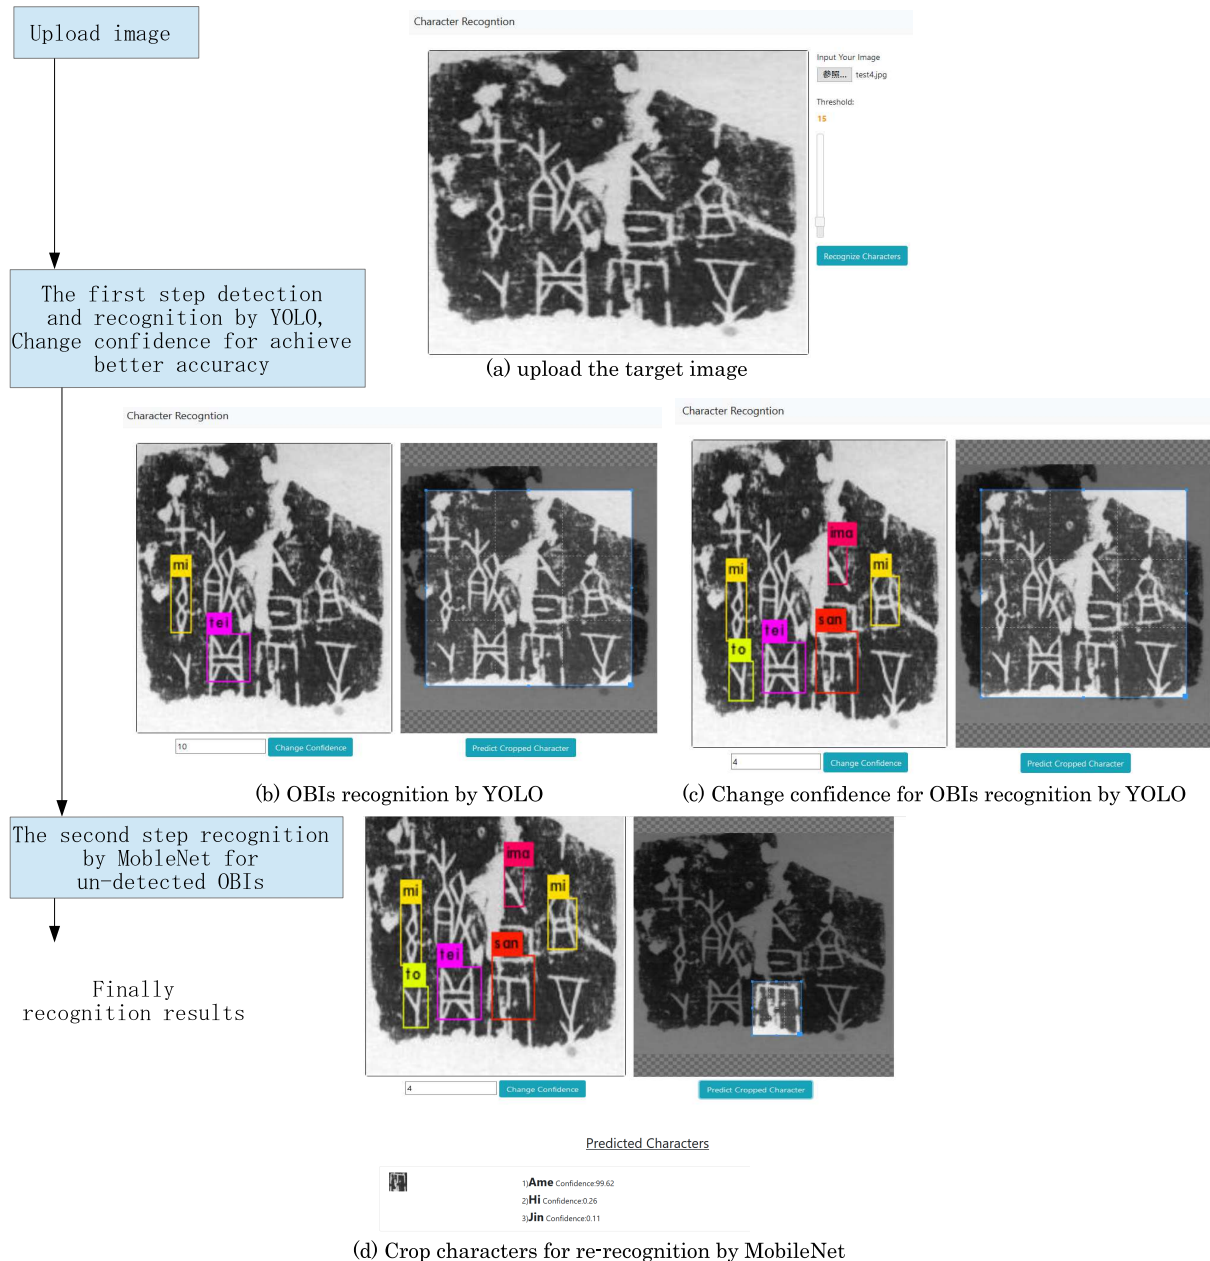 Upload image
Character Recogntion
Input Your Image
参照... test4.jpg
Threshold:
15
Recognize Characters
(a) upload the target image
The first step detection
and recognition by YOLO,
Change confidence for achieve
better accuracy
Character Recogntion
mi
tei
10 Change Confidence
Predict Cropped Character
(b) OBIs recognition by YOLO
Character Recogntion
ima
mi
mi
san
tei
to
4 Change Confidence
Predict Cropped Character
(c) Change confidence for OBIs recognition by YOLO
The second step recognition
by MobleNet for
un-detected OBIs
Finally
recognition results
ima
mi
mi
san
tei
to
4 Change Confidence
Predict Cropped Character
Predicted Characters
1)Ame Confidence:99.62
2)Hi Confidence:0.26
3)Jin Confidence:0.11
(d) Crop characters for re-recognition by MobileNet